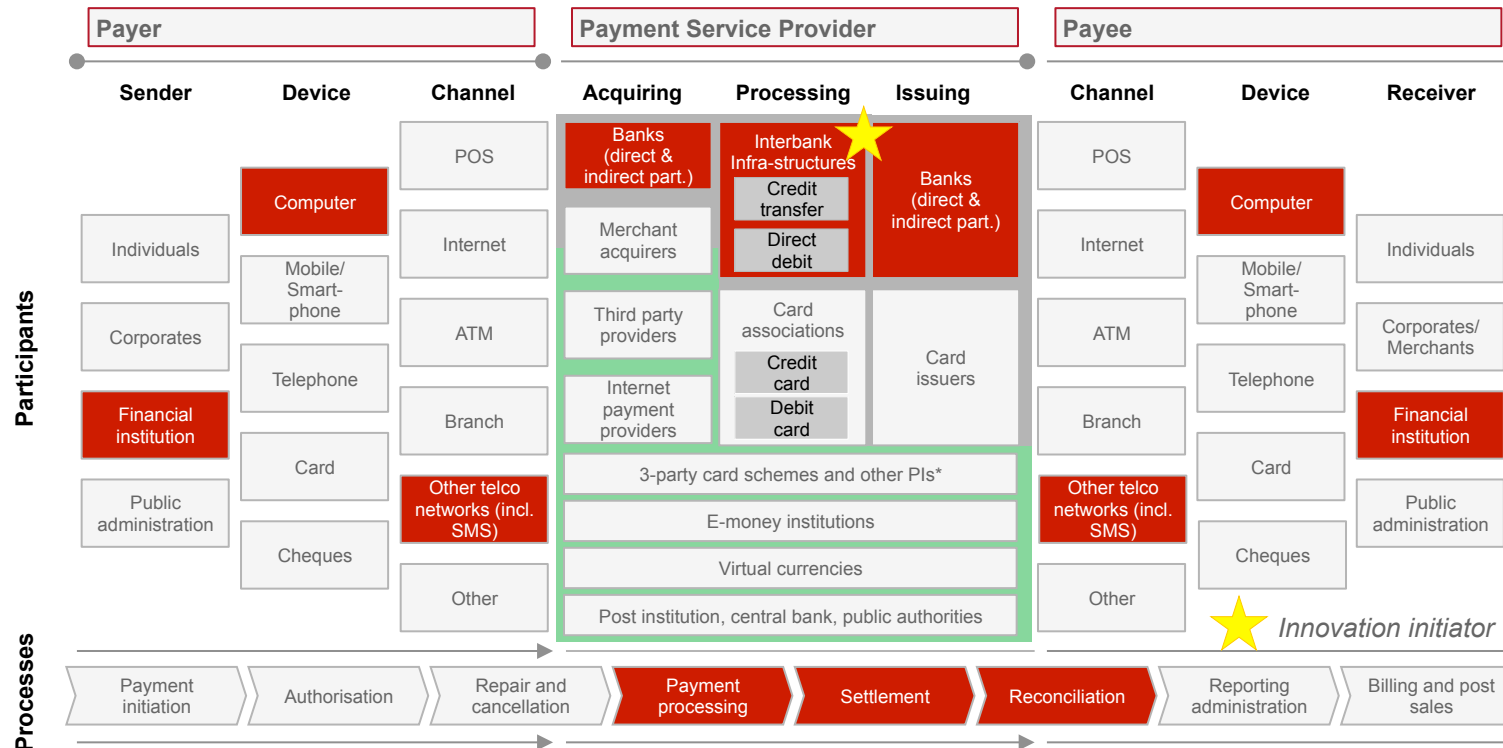 Payer
Payment Service Provider
Payee
Sender
Device
Channel
Acquiring
Processing
Issuing
Channel
Device
Receiver
Participants
Individuals
Corporates
Financial
institution
Public
administration
Computer
Mobile/
Smart-
phone
Telephone
Card
Cheques
POS
Internet
ATM
Branch
Other telco
networks (incl.
SMS)
Other
Banks
(direct &
indirect part.)
Merchant
acquirers
Third party
providers
Internet
payment
providers
Interbank
Infra-structures
Credit
transfer
Direct
debit
Card
associations
Credit
card
Debit
card
Banks
(direct &
indirect part.)
Card
issuers
3-party card schemes and other PIs*
E-money institutions
Virtual currencies
Post institution, central bank, public authorities
POS
Internet
ATM
Branch
Other telco
networks (incl.
SMS)
Other
Computer
Mobile/
Smart-
phone
Telephone
Card
Cheques
Individuals
Corporates/
Merchants
Financial
institution
Public
administration
Innovation initiator
Processes
Payment
initiation
Authorisation
Repair and
cancellation
Payment
processing
Settlement
Reconciliation
Reporting
administration
Billing and post
sales